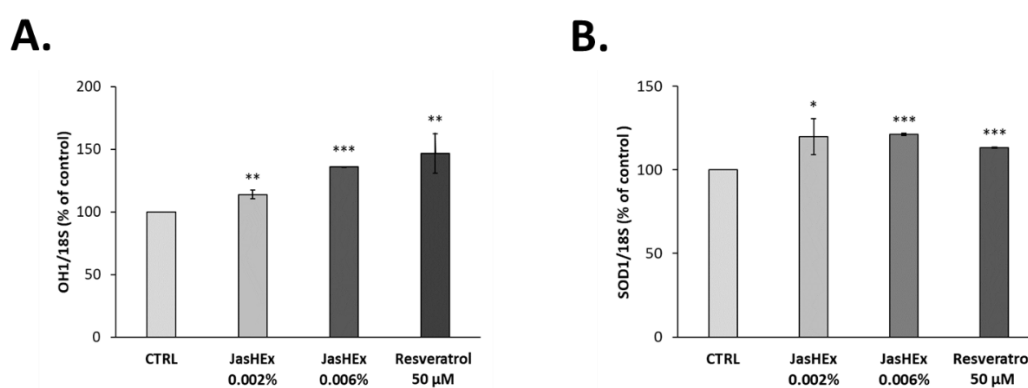 A.
OH1/18S (% of control)
200
150
100
50
0
**
***
**
CTRL
JasHEx
0.002%
JasHEx
0.006%
Resveratrol
50 µM
B.
SOD1/18S (% of control )
150
100
50
0
*
***
***
CTRL
JasHEx
0.002%
JasHEx
0.006%
Resveratrol
50 µM